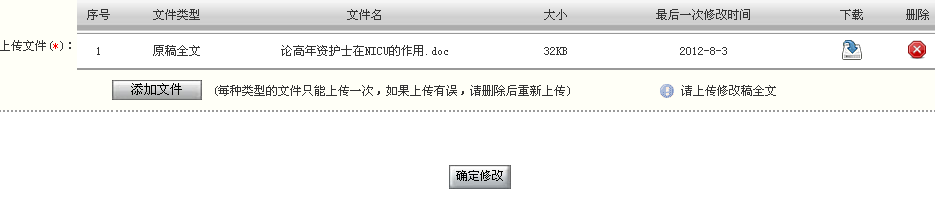 序号 文件类型 文件名 大小 最后一次修改时间 下载 删除
上传文件(*)： 1 原稿全文 论高年资护士在NICU的作用.doc 32KB 2012-8-3
添加文件 (每种类型的文件只能上传一次，如果上传有误，请删除后重新上传) 请上传修改稿全文
确定修改